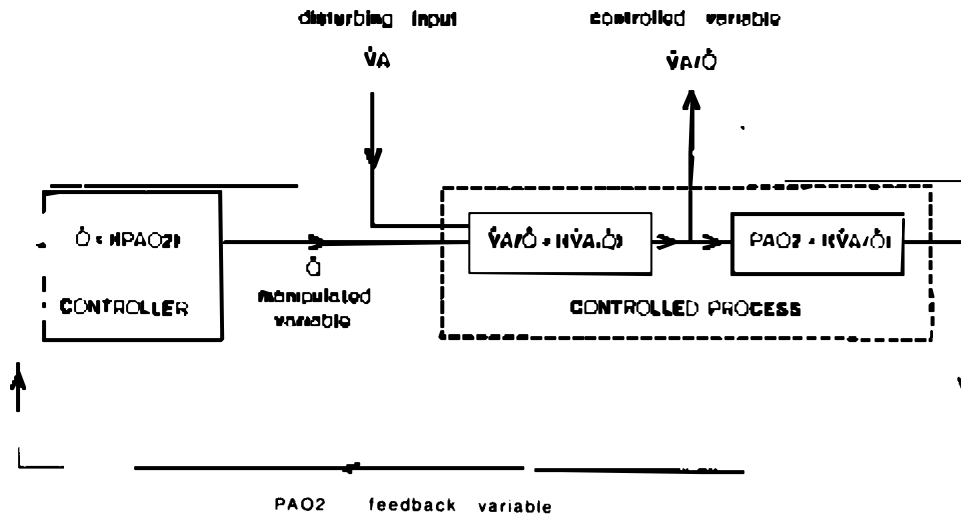 disturbing input
V̇A
controlled variable
V̇A/Q̇
Q̇ = f(PAO2)
CONTROLLER
Q̇
manipulated
variable
V̇A/Q̇ = f(V̇A,Q̇)
PAO2 = f(V̇A/Q̇)
CONTROLLED PROCESS
PAO2 feedback variable